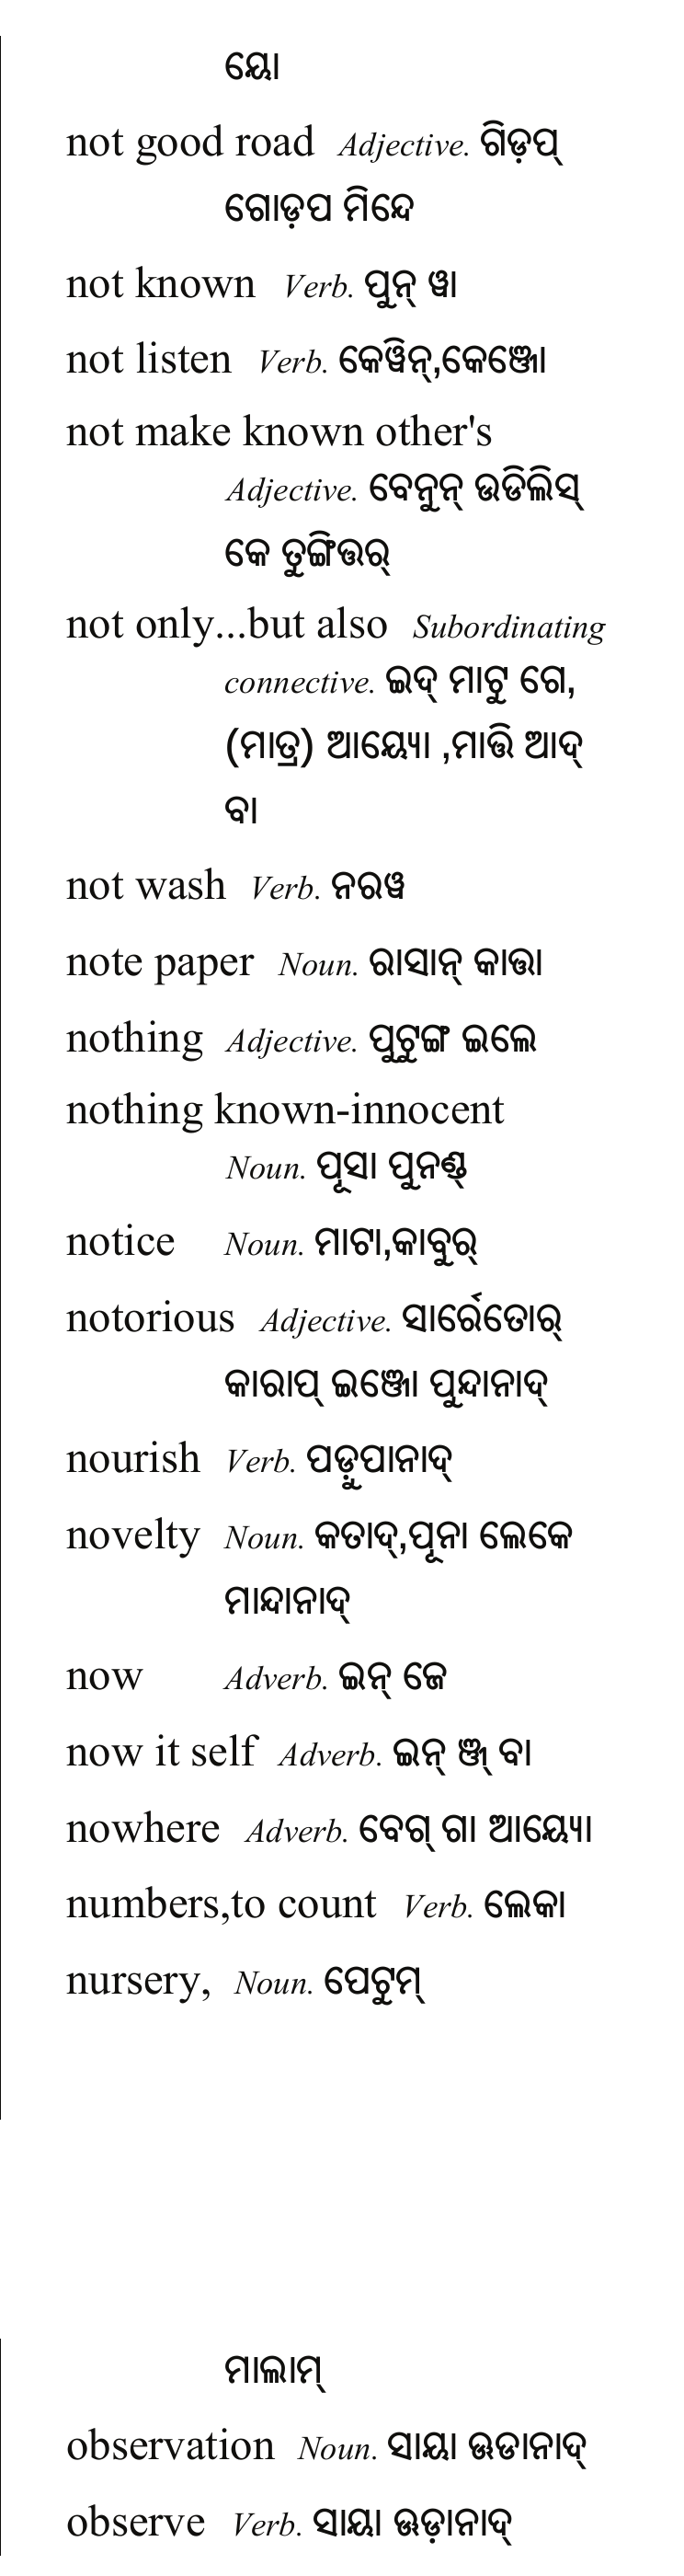 ୟୋ
not good road Adjective. ଗିଡ଼ପ୍
ଗୋଡ଼ପ ମିନ୍ଦେ
not known Verb. ପୁନ୍ ୱା
not listen Verb. କେୱିନ୍,କେଞ୍ଜୋ
not make known other's
Adjective. ବେନୁନ୍ ଉଡିଲିସ୍
କେ ତୁଙ୍ଗିତ୍ତର୍
not only...but also Subordinating
connective. ଇଦ୍ ମାଟୁ ଗେ,
(ମାତ୍ର) ଆୟ୍ୟୋ ,ମାତ୍ତି ଆଦ୍
ବା
not wash Verb. ନରୱ
note paper Noun. ରାସାନ୍ କାତ୍ତା
nothing Adjective. ପୁଟୁଙ୍ଗ ଇଲେ
nothing known-innocent
Noun. ପୂସା ପୁନଣ୍ଡ୍
notice Noun. ମାଟା,କାବୁର୍
notorious Adjective. ସାର୍ରେତୋର୍
କାରାପ୍ ଇଞ୍ଜୋ ପୁନ୍ଦାନାଦ୍
nourish Verb. ପଡ଼ୁପାନାଦ୍
novelty Noun. କତାଦ୍,ପୂନା ଲେକେ
ମାନ୍ଦାନାଦ୍
now Adverb. ଇନ୍ ଜେ
now it self Adverb. ଇନ୍ ଞ୍ଜ୍ ବା
nowhere Adverb. ବେଗ୍ ଗା ଆୟ୍ୟୋ
numbers,to count Verb. ଲେକା
nursery, Noun. ପେଟୁମ୍
ମାଲାମ୍
observation Noun. ସାୟା ଊଡାନାଦ୍
observe Verb. ସାୟା ଊଡ଼ାନାଦ୍